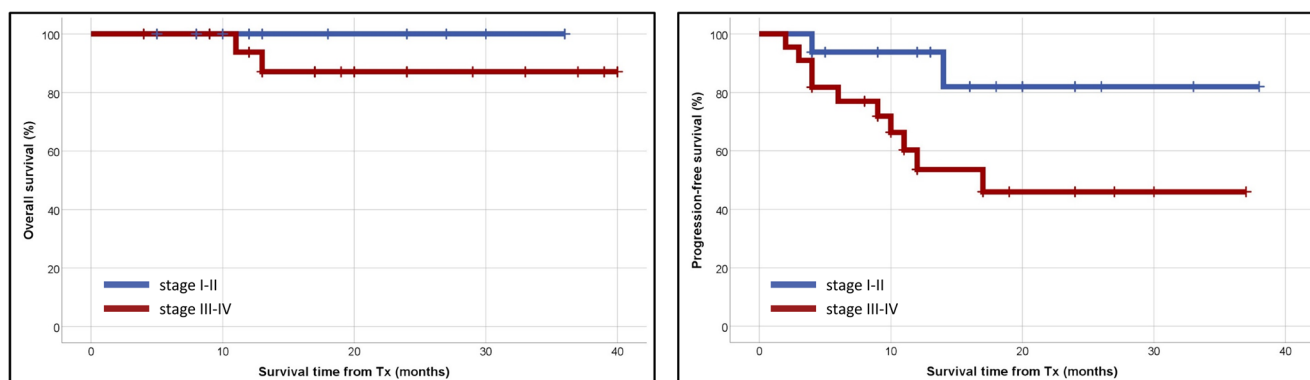 Overall survival (%)
100
80
60
40
20
0
stage I-II
stage III-IV
0 10 20 30 40
Survival time from Tx (months)
Progression-free survival (%)
100
80
60
40
20
0
stage I-II
stage III-IV
0 10 20 30 40
Survival time from Tx (months)